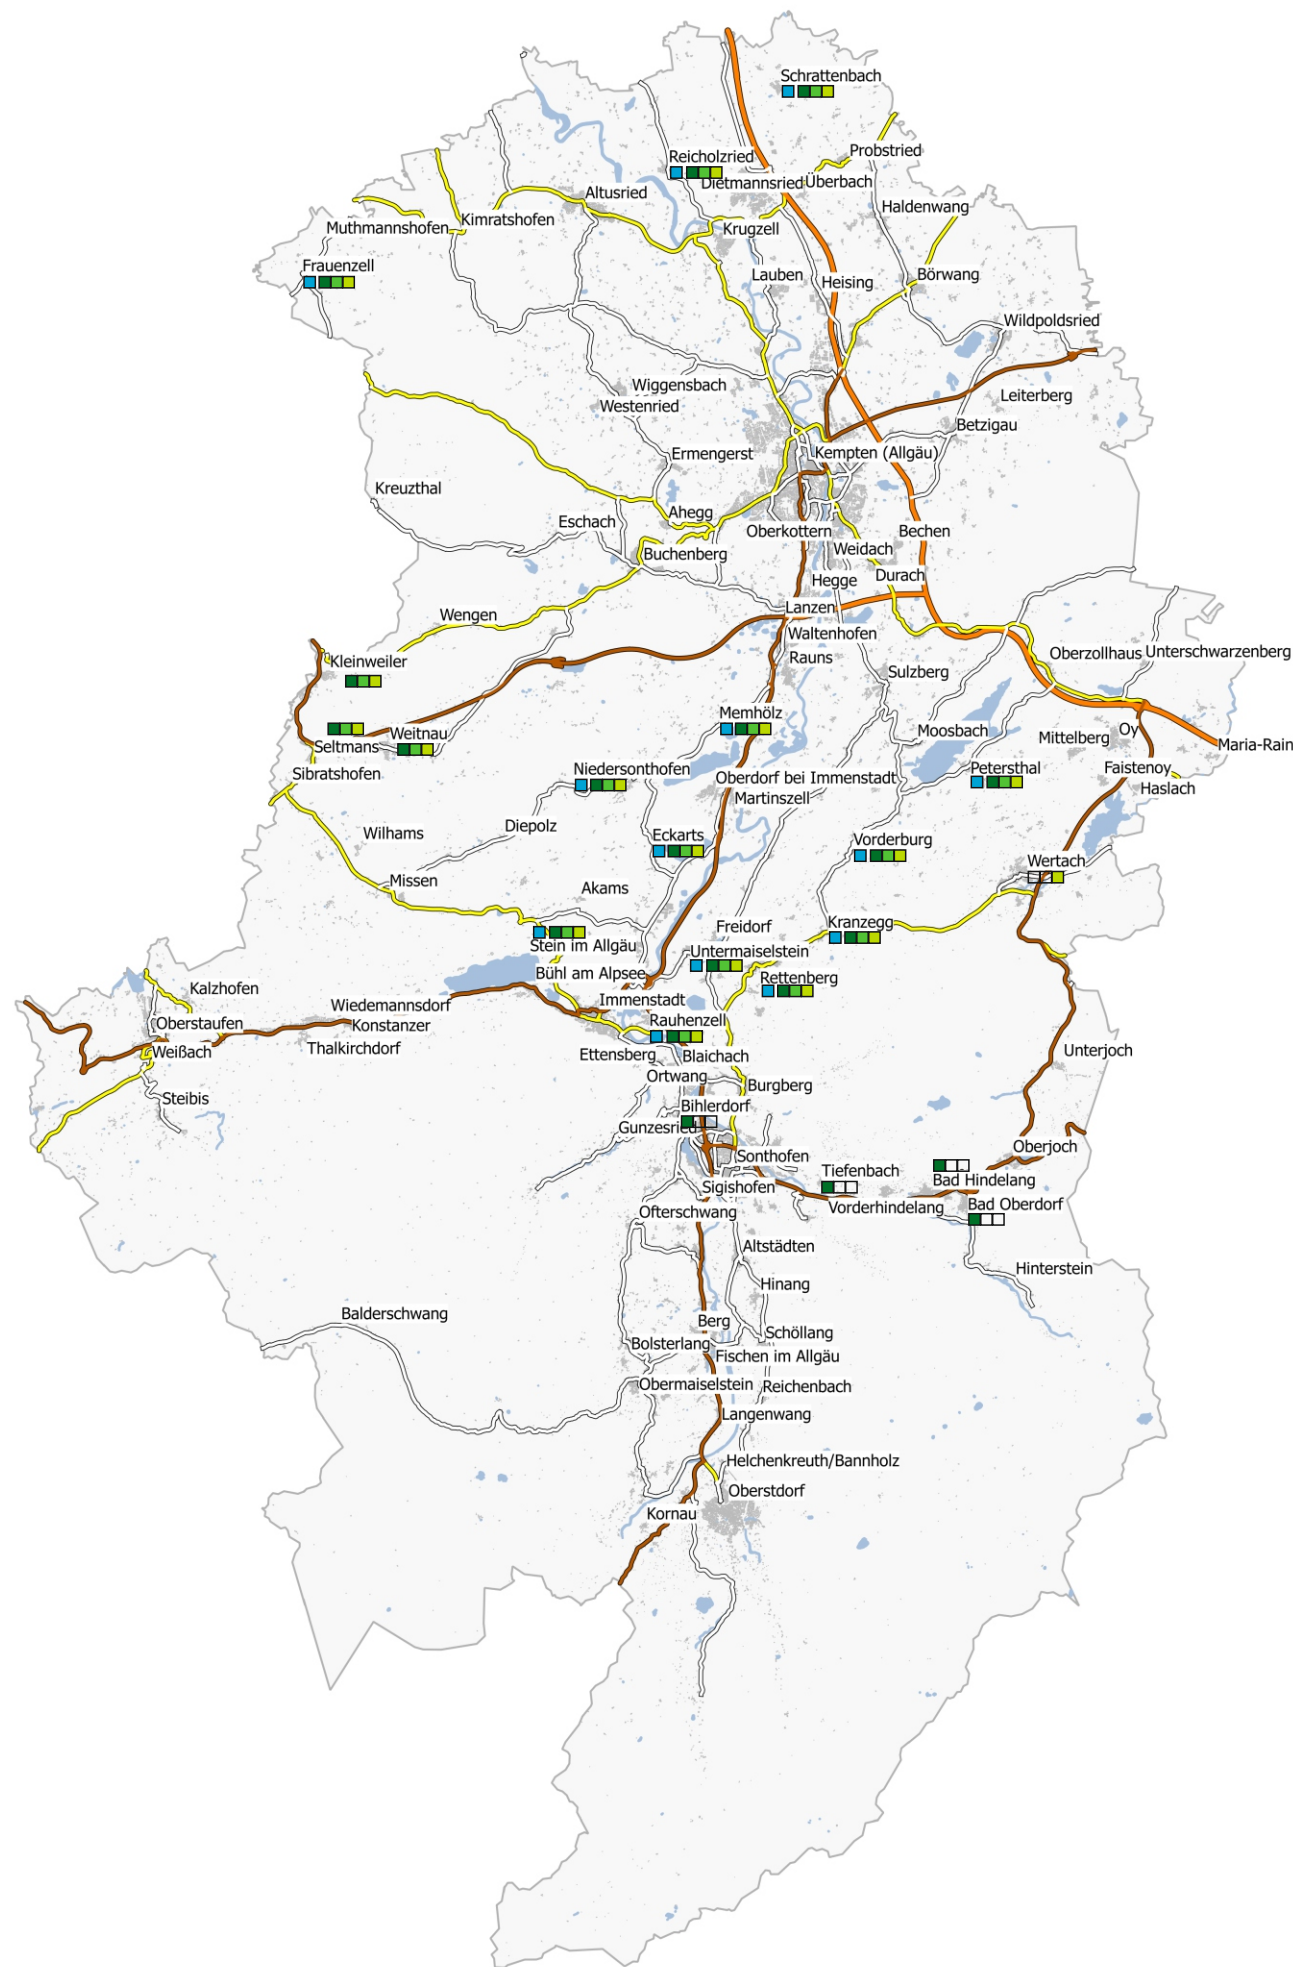 Schrattenbach
Probstried
Reicholzried
Dietmannsried
Überbach
Altusried
Haldenwang
Kimratshofen
Muthmannshofen
Krugzell
Frauenzell
Lauben
Heising
Börwang
Wildpoldsried
Wiggensbach
Leiterberg
Westenried
Betzigau
Ermengerst
Kempten (Allgäu)
Kreuzthal
Ahegg
Eschach
Oberkottern
Bechen
Weidach
Buchenberg
Durach
Hegge
Lanzen
Wengen
Waltenhofen
Oberzollhaus
Unterschwarzenberg
Kleinweiler
Rauns
Sulzberg
Memhölz
Moosbach
Oy
Weitnau
Mittelberg
Seltmans
Maria-Rain
Niedersonthofen
Petersthal
Faistenoy
Sibratshofen
Oberdorf bei Immenstadt
Haslach
Martinszell
Diepolz
Wilhams
Eckarts
Vorderburg
Wertach
Missen
Akams
Freidorf
Kranzegg
Stein im Allgäu
Untermaiselstein
Bühl am Alpsee
Rettenberg
Kalzhofen
Immenstadt
Wiedemannsdorf
Oberstaufen
Konstanzer
Rauhenzell
Thalkirchdorf
Weißach
Ettensberg
Blaichach
Unterjoch
Ortwang
Burgberg
Steibis
Bihlerdorf
Gunzesried
Oberjoch
Sonthofen
Tiefenbach
Bad Hindelang
Sigishofen
Vorderhindelang
Bad Oberdorf
Ofterschwang
Altstädten
Hinterstein
Hinang
Balderschwang
Berg
Schöllang
Bolsterlang
Fischen im Allgäu
Obermaiselstein
Reichenbach
Langenwang
Helchenkreuth/Bannholz
Oberstdorf
Kornau